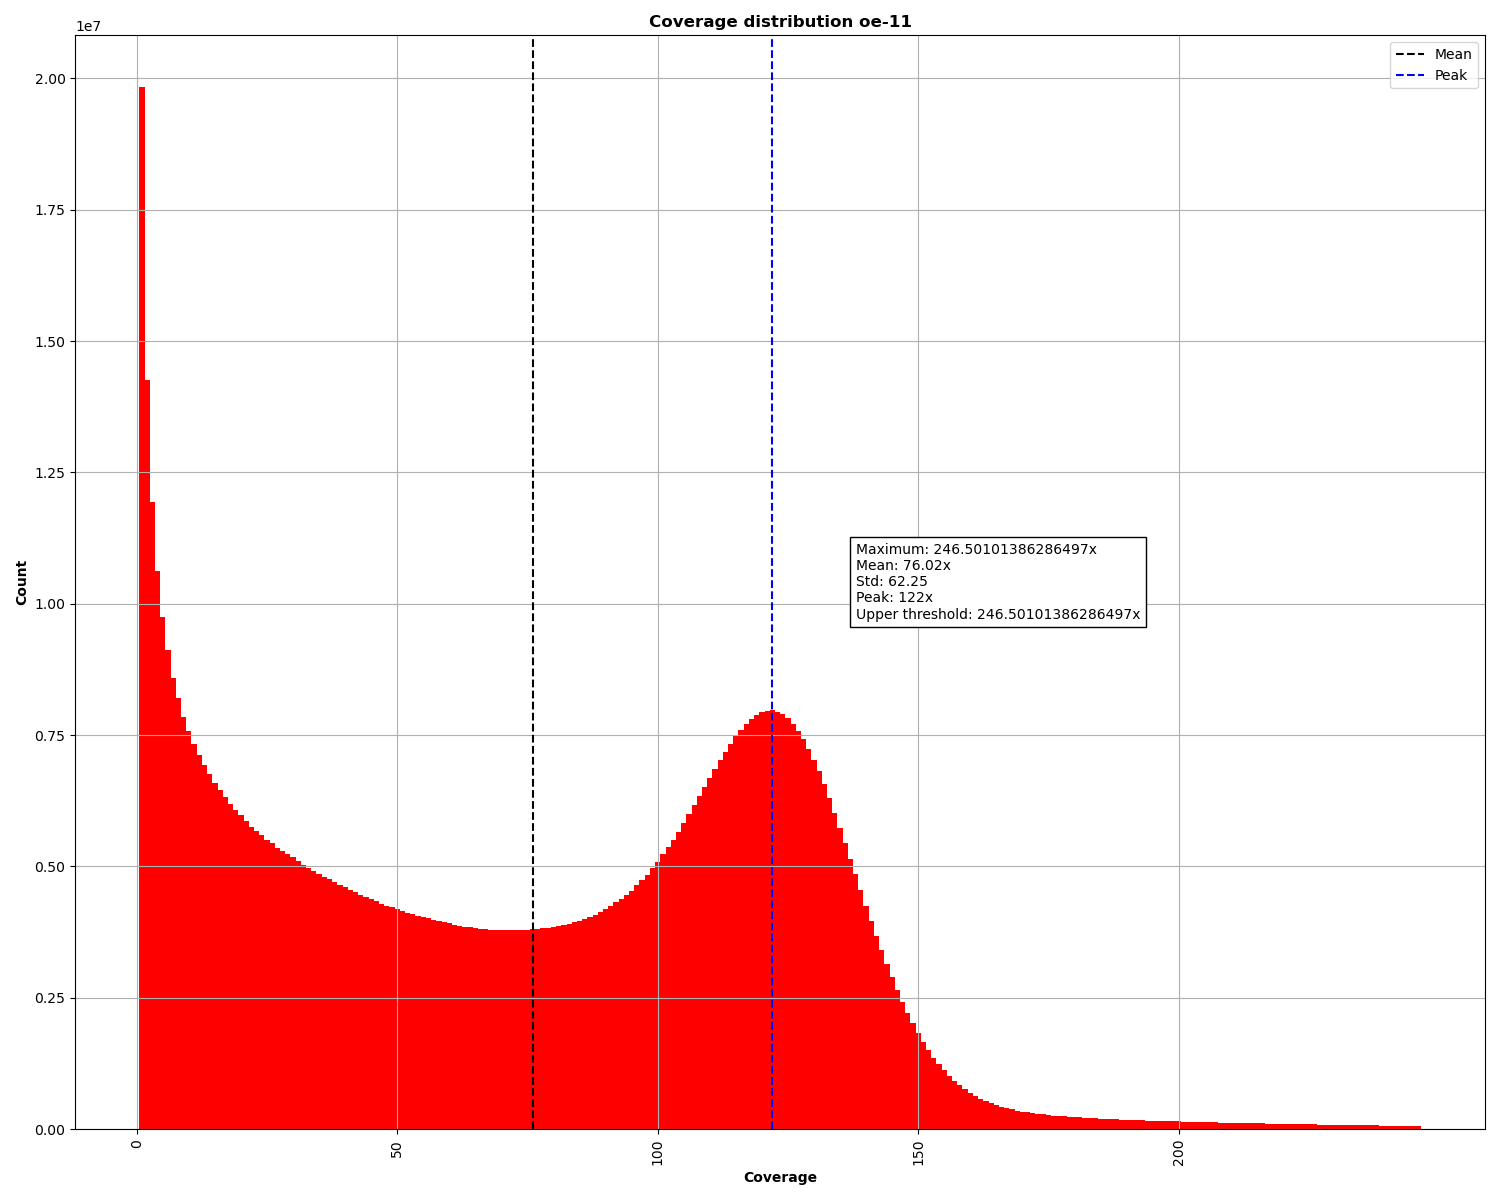 Coverage distribution oe-11
1e7
Mean
Peak
2.00
1.75
1.50
1.25
1.00
0.75
0.50
0.25
0.00
Count
Maximum: 246.50101386286497x
Mean: 76.02x
Std: 62.25
Peak: 122x
Upper threshold: 246.50101386286497x
0
50
100
150
200
Coverage